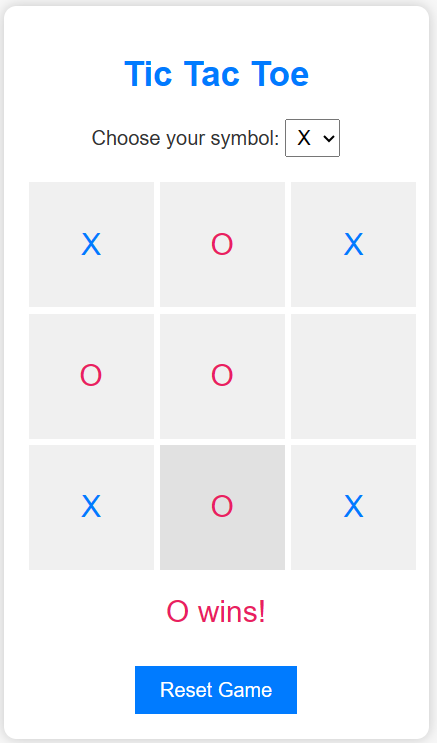 Tic Tac Toe
Choose your symbol: X
X O X
O O
X O X
O wins!
Reset Game